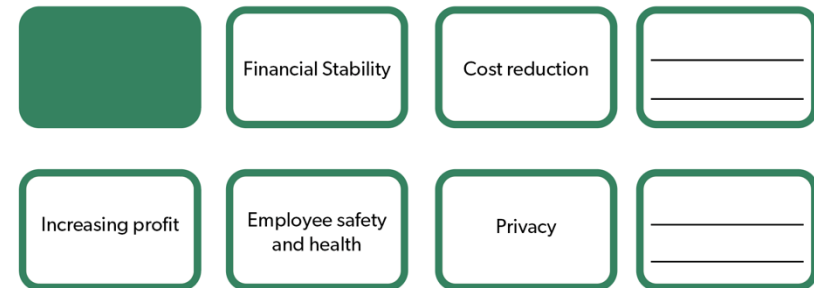 Financial Stability
Cost reduction
Increasing profit
Employee safety
and health
Privacy